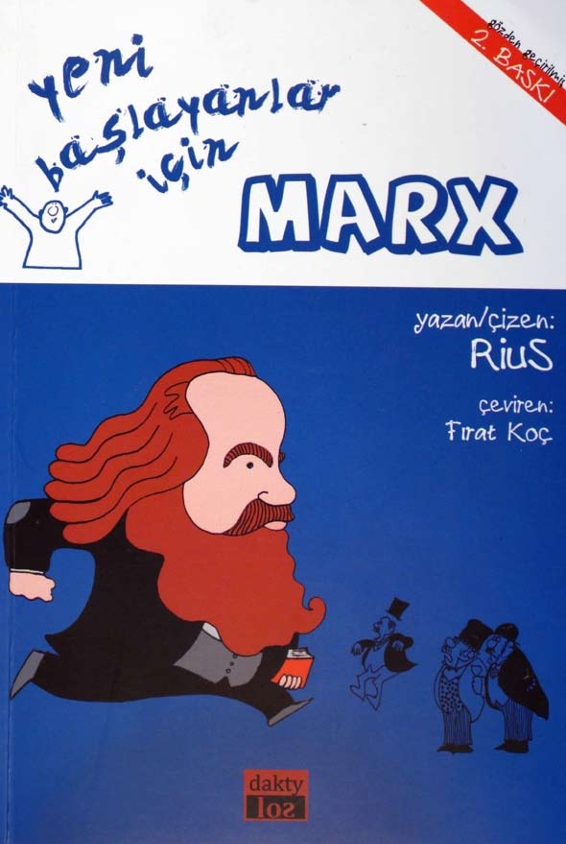 gözden geçirilmiş
2. BASKI
yeni
başlayanlar
için
MARX
yazan/çizen:
RiuS
çeviren:
Fırat Koç
dakty
los